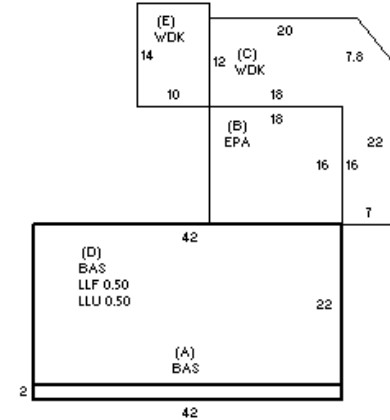 (E)
WDK
14
10
20
12
(C)
WDK
7.8
18
18
(B)
EPA
22
16
16
7
42
(D)
BAS
LLF 0.50
LLU 0.50
22
(A)
BAS
2
42